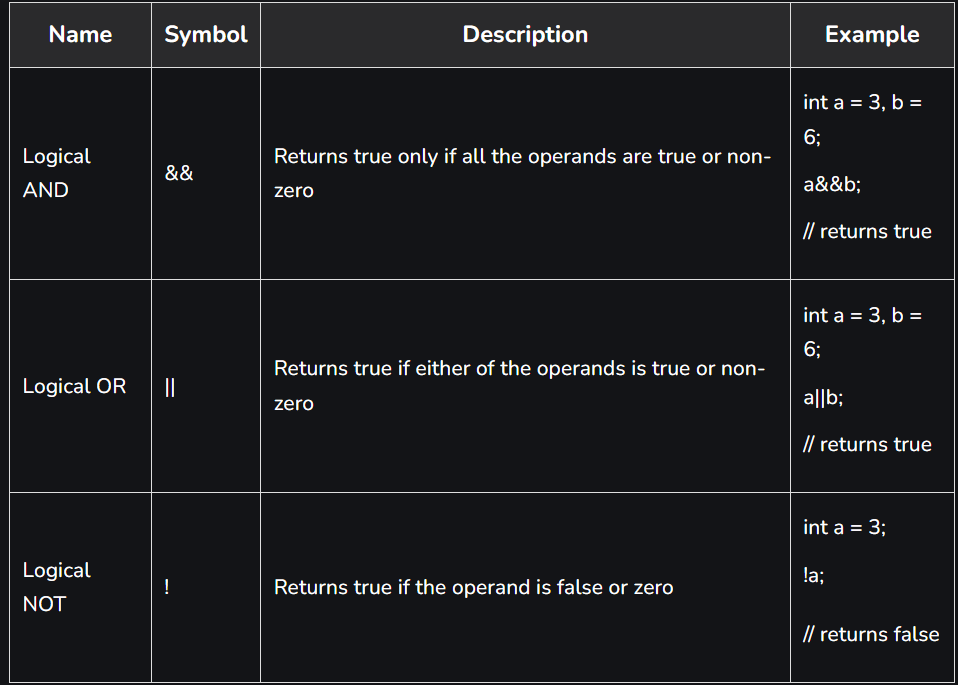 Name Symbol Description Example
Logical
AND
&&
Returns true only if all the operands are true or non-
zero
int a = 3, b =
6;
a&&b;
// returns true
Logical OR
||
Returns true if either of the operands is true or non-
zero
int a = 3, b =
6;
a||b;
// returns true
Logical
NOT
!
Returns true if the operand is false or zero
int a = 3;
!a;
// returns false